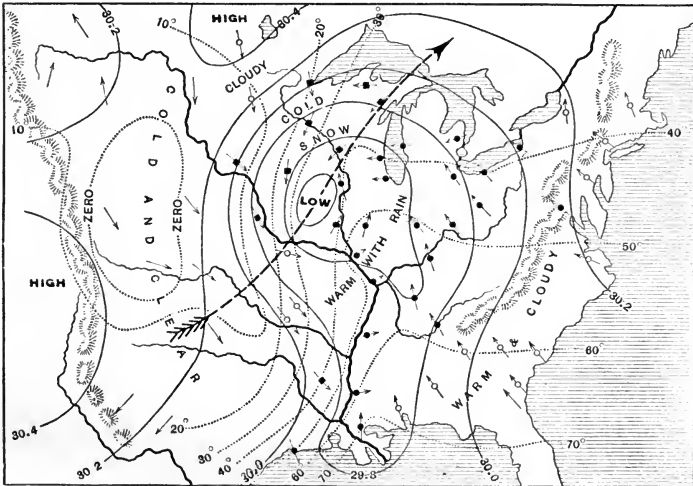 30.2
HIGH
30.4
10°
20°
30°
CLOUDY
COLD
SNOW
10
COLD AND CLEAR
ZERO
ZERO
LOW
40°
50°
HIGH
WARM WITH RAIN
WARM & CLOUDY
30.2
60°
30.4
30.2
20°
30°
40°
30.0
60
70
29.8
30.0
70°